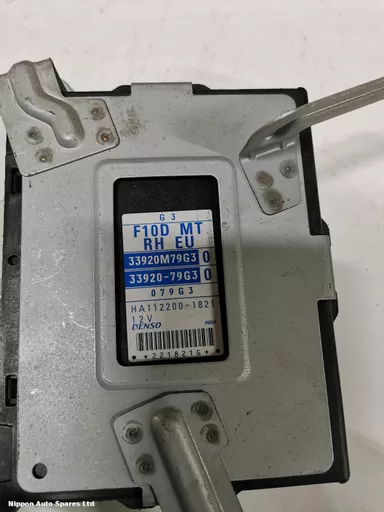 G 3
F10D MT
RH EU
33920M79G3 0
33920-79G3 0
079G3
HA112200-1821
12V
DENSO
*221821G*
Nippon Auto Spares Ltd